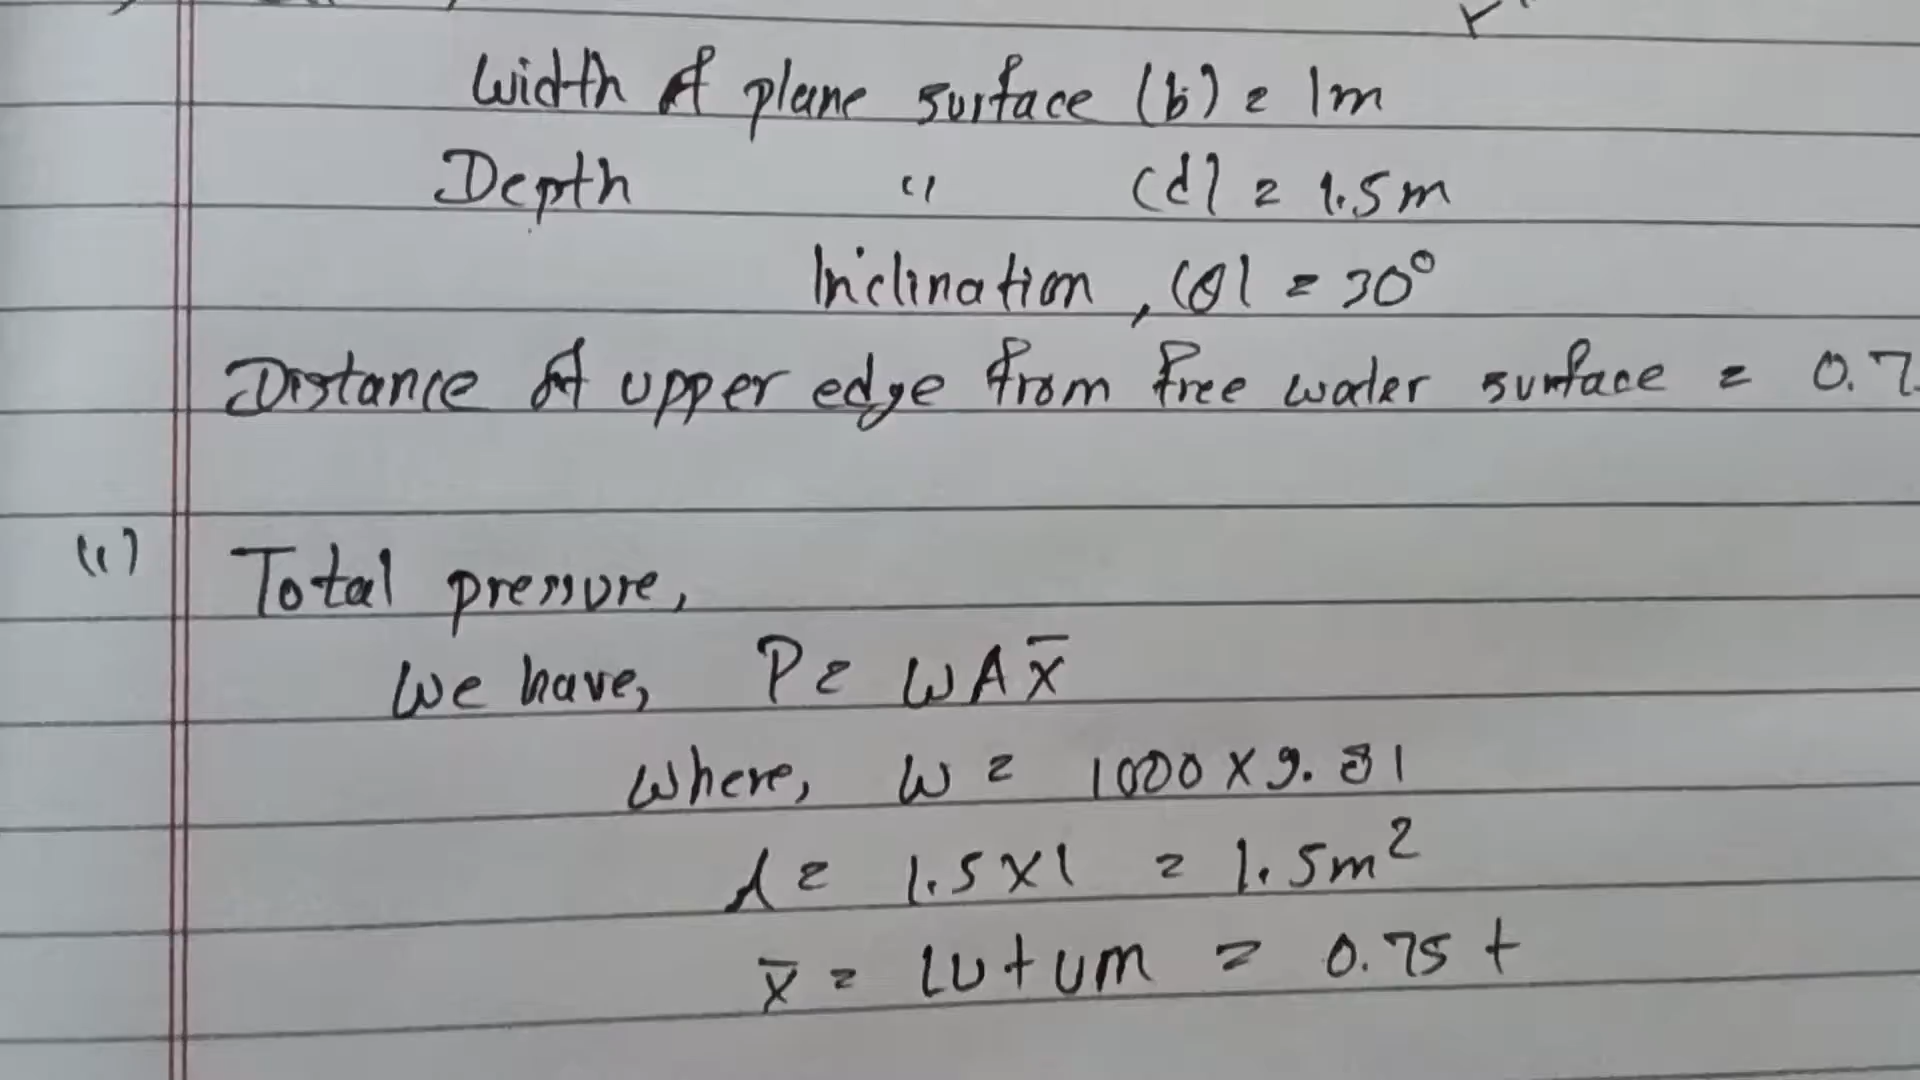 Width of plane surface (b) = 1m
Depth " (d) = 1.5m
Inclination, (θ) = 30°
Distance of upper edge from free water surface = 0.7
(i) Total pressure,
We have, P = WAx̄
Where, W = 1000 X 9.81
A = 1.5 X 1 = 1.5m²
x̄ = LU + UM = 0.75 +